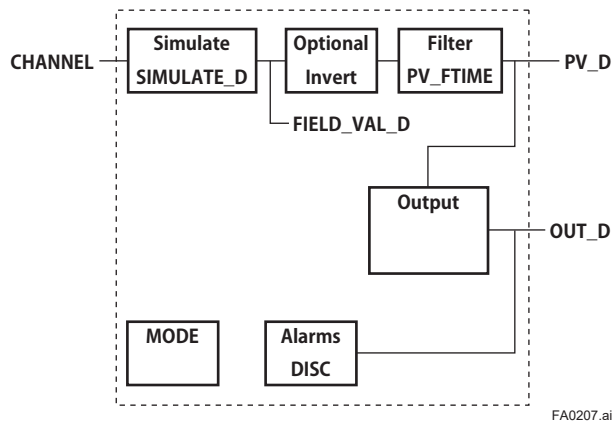 Simulate
SIMULATE_D
Optional
Invert
Filter
PV_FTIME
CHANNEL
PV_D
FIELD_VAL_D
Output
OUT_D
MODE
Alarms
DISC
FA0207.ai